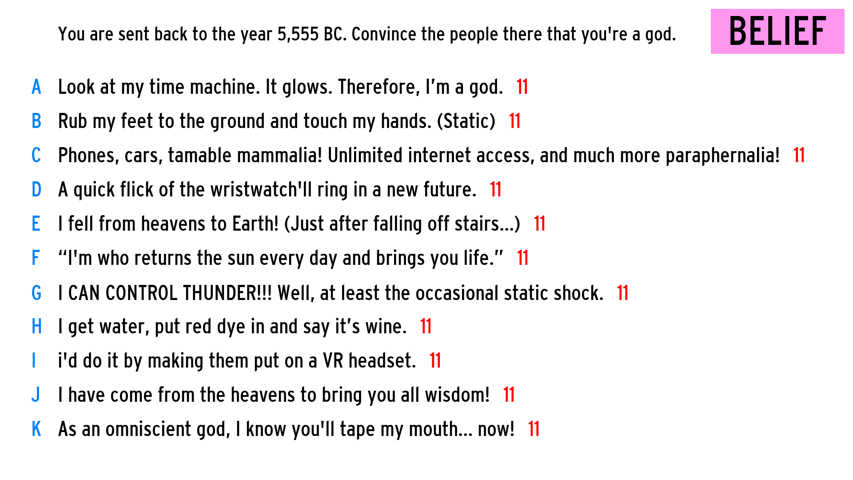 You are sent back to the year 5,555 BC. Convince the people there that you're a god.
BELIEF
A Look at my time machine. It glows. Therefore, I’m a god. 11
B Rub my feet to the ground and touch my hands. (Static) 11
C Phones, cars, tamable mammalia! Unlimited internet access, and much more paraphernalia! 11
D A quick flick of the wristwatch'll ring in a new future. 11
E I fell from heavens to Earth! (Just after falling off stairs...) 11
F “I'm who returns the sun every day and brings you life.” 11
G I CAN CONTROL THUNDER!!! Well, at least the occasional static shock. 11
H I get water, put red dye in and say it’s wine. 11
I i'd do it by making them put on a VR headset. 11
J I have come from the heavens to bring you all wisdom! 11
K As an omniscient god, I know you'll tape my mouth... now! 11